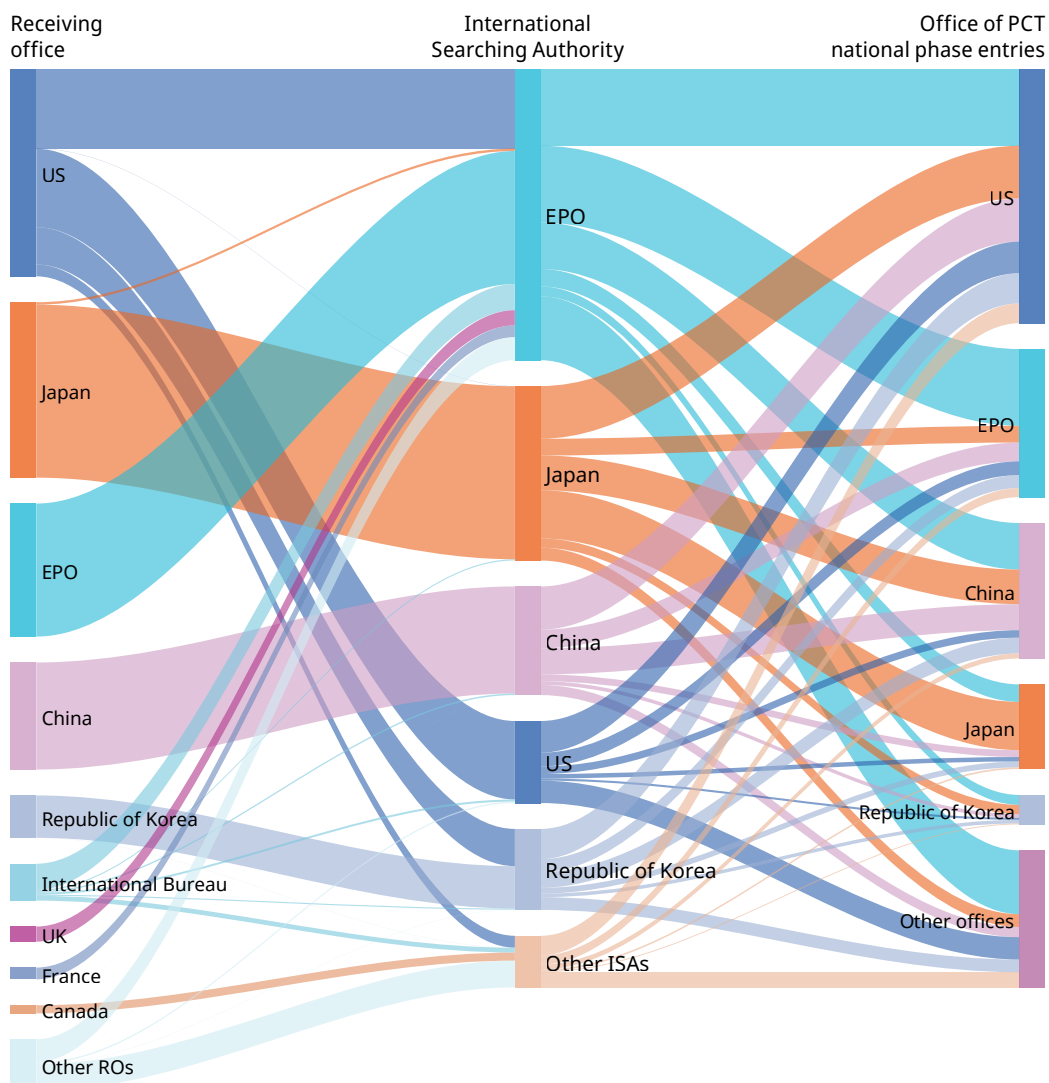 Receiving
office
International
Searching Authority
Office of PCT
national phase entries
US
Japan
EPO
China
Republic of Korea
International Bureau
UK
France
Canada
Other ROs
EPO
Japan
China
US
Republic of Korea
Other ISAs
US
EPO
China
Japan
Republic of Korea
Other offices